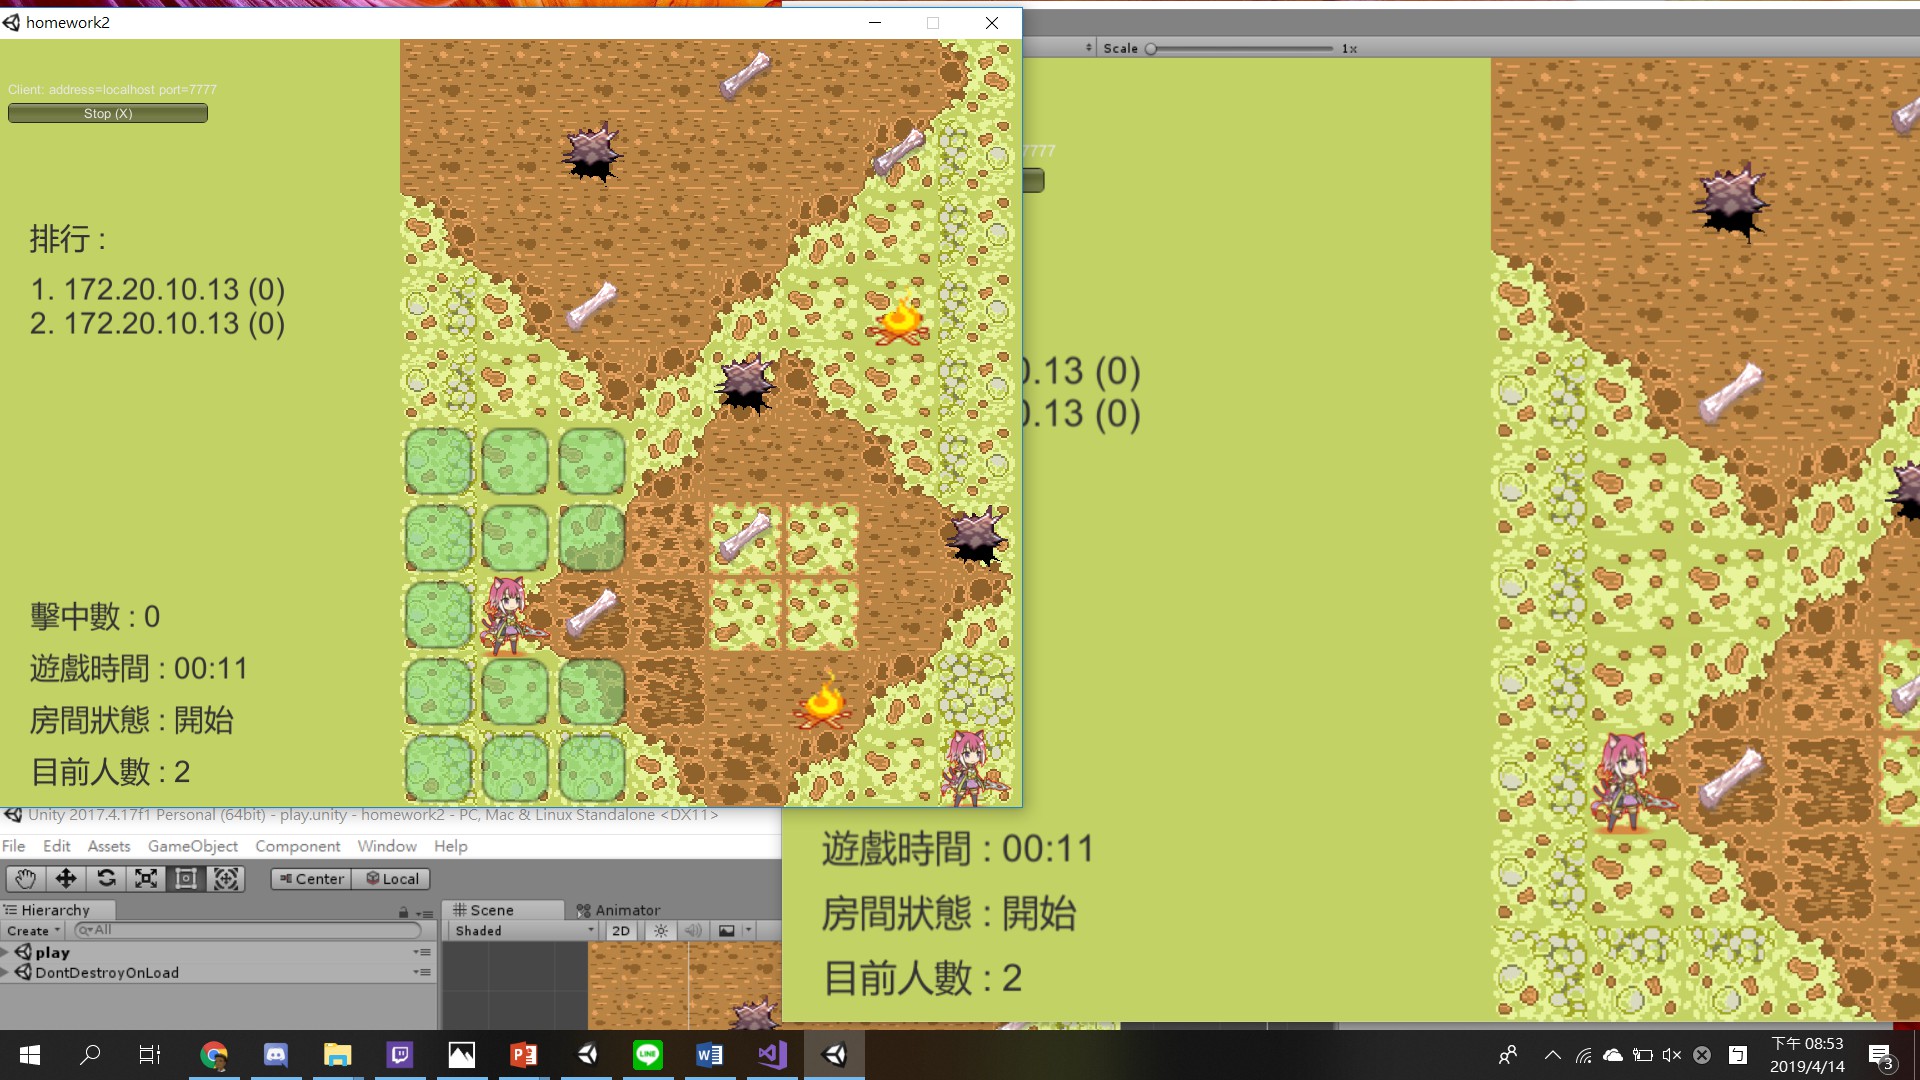 homework2
Client: address=localhost port=7777
Stop (X)
排行 :
1. 172.20.10.13 (0)
2. 172.20.10.13 (0)
擊中數 : 0
遊戲時間 : 00:11
房間狀態 : 開始
目前人數 : 2
Scale 1x
7777
0.13 (0)
0.13 (0)
遊戲時間 : 00:11
房間狀態 : 開始
目前人數 : 2
Unity 2017.4.17f1 Personal (64bit) - play.unity - homework2 - PC, Mac & Linux Standalone <DX11>
File Edit Assets GameObject Component Window Help
Center Local
Hierarchy
Create All
play
DontDestroyOnLoad
Scene Animator
Shaded 2D
LINE
下午 08:53
2019/4/14
3